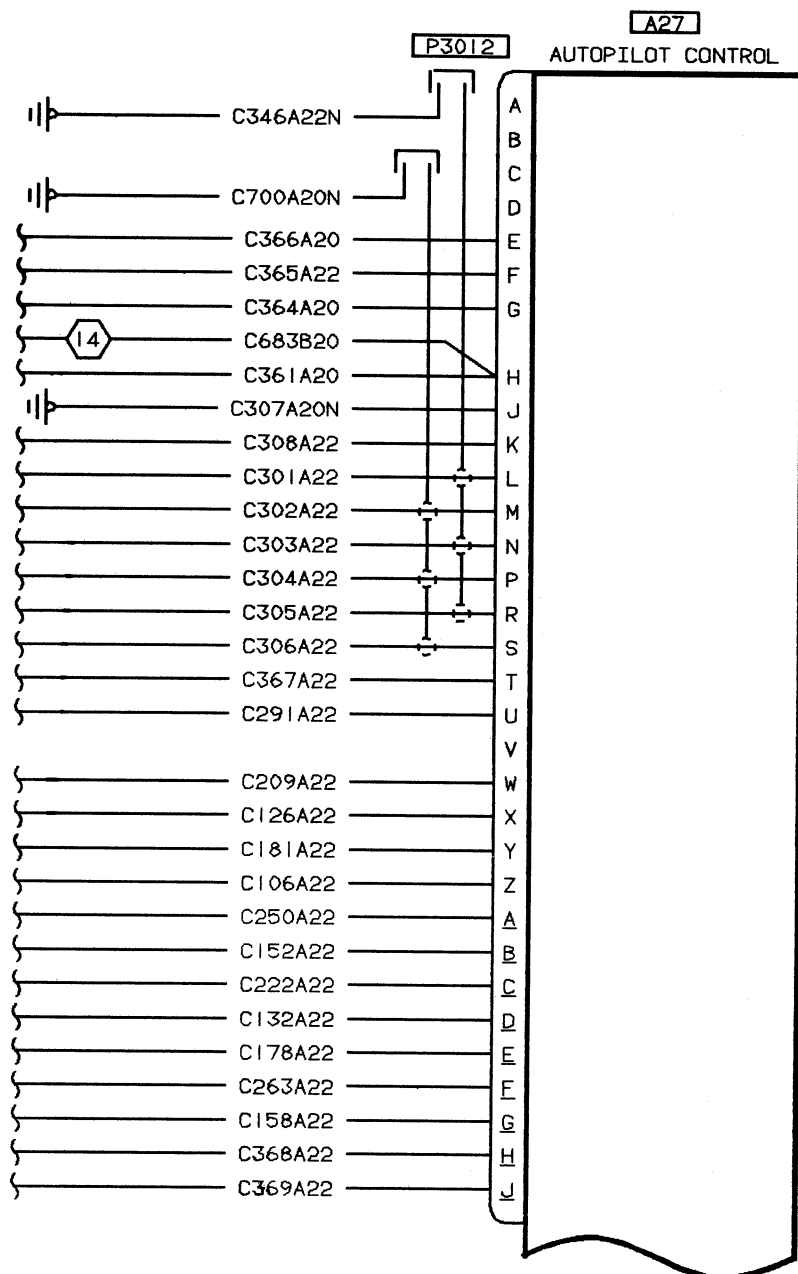 A27
P3012
AUTOPILOT CONTROL
A
C346A22N
B
C
C700A20N
D
C366A20 E
C365A22 F
C364A20 G
14 C683B20
C361A20 H
C307A20N J
C308A22 K
C301A22 L
C302A22 M
C303A22 N
C304A22 P
C305A22 R
C306A22 S
C367A22 T
C291A22 U
V
C209A22 W
C126A22 X
C181A22 Y
C106A22 Z
C250A22 A
C152A22 B
C222A22 C
C132A22 D
C178A22 E
C263A22 F
C158A22 G
C368A22 H
C369A22 J